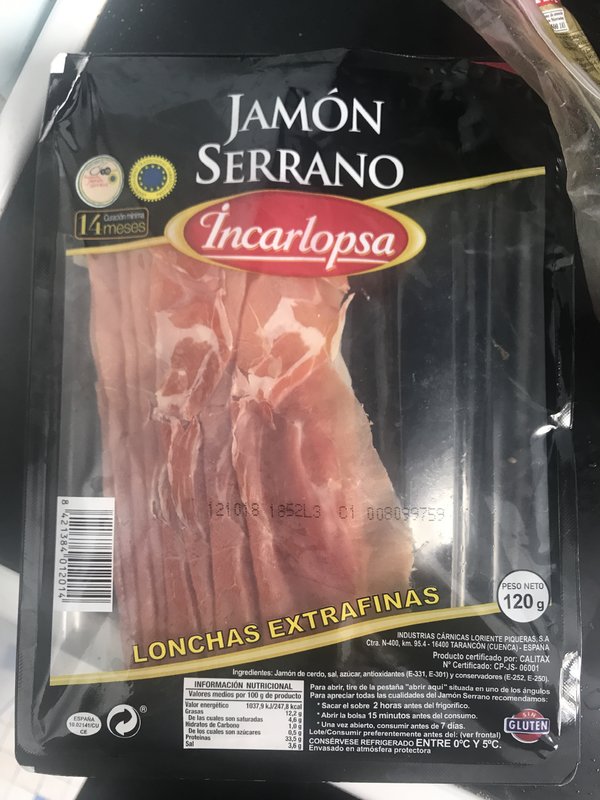 JAMÓN
SERRANO
Curación mínima
14 meses
Incarlopsa
121018 1852L3 C1 008099759
8 421384 012014
LONCHAS EXTRAFINAS
PESO NETO
120 g
INDUSTRIAS CÁRNICAS LORIENTE PIQUERAS, S.A
Ctra. N-400, km. 95.4 - 16400 TARANCÓN (CUENCA) - ESPAÑA
Producto certificado por: CALITAX
Nº Certificado: CP-JS- 06001
Ingredientes: Jamón de cerdo, sal, azúcar, antioxidantes (E-331, E-301) y conservadores (E-252, E-250).
INFORMACIÓN NUTRICIONAL
Valores medios por 100 g de producto
Valor energético 1037,9 kJ/247,8 kcal
Grasas 12,2 g
De las cuales son saturadas 4,6 g
Hidratos de Carbono 1,0 g
De los cuales son azúcares 0,5 g
Proteínas 33,5 g
Sal 3,6 g
Para abrir, tire de la pestaña "abrir aquí" situada en uno de los ángulos
Para apreciar todas las cualidades del Jamón Serrano recomendamos:
* Sacar el sobre 2 horas antes del frigorífico.
* Abrir la bolsa 15 minutos antes del consumo.
* Una vez abierto, consumir antes de 7 días.
Lote/Consumir preferentemente antes del: (ver frontal)
CONSÉRVESE REFRIGERADO ENTRE 0ºC Y 5ºC.
Envasado en atmósfera protectora
ESPAÑA
10.02145/CU
CE
®
SIN
GLUTEN